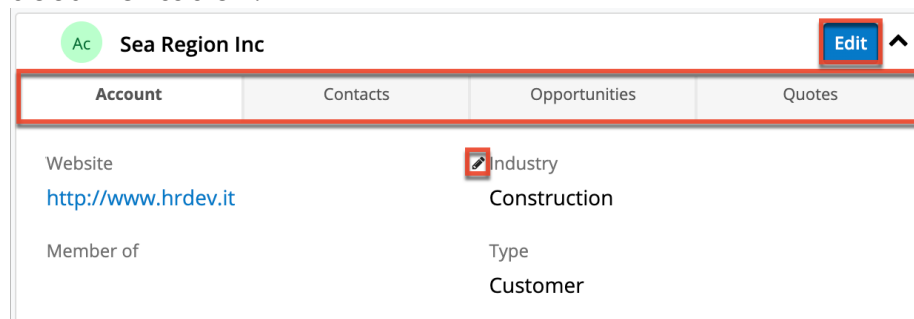 Ac Sea Region Inc Edit
Account Contacts Opportunities Quotes
Website Industry
http://www.hrdev.it Construction
Member of Type
Customer